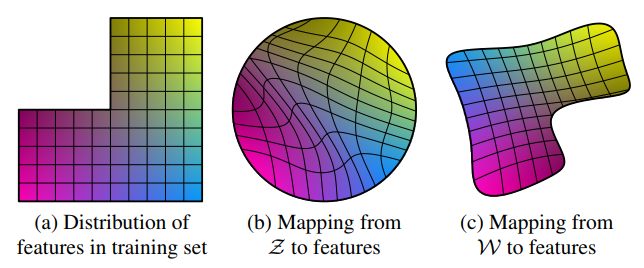 (a) Distribution of
features in training set
(b) Mapping from
𝒵 to features
(c) Mapping from
𝒲 to features